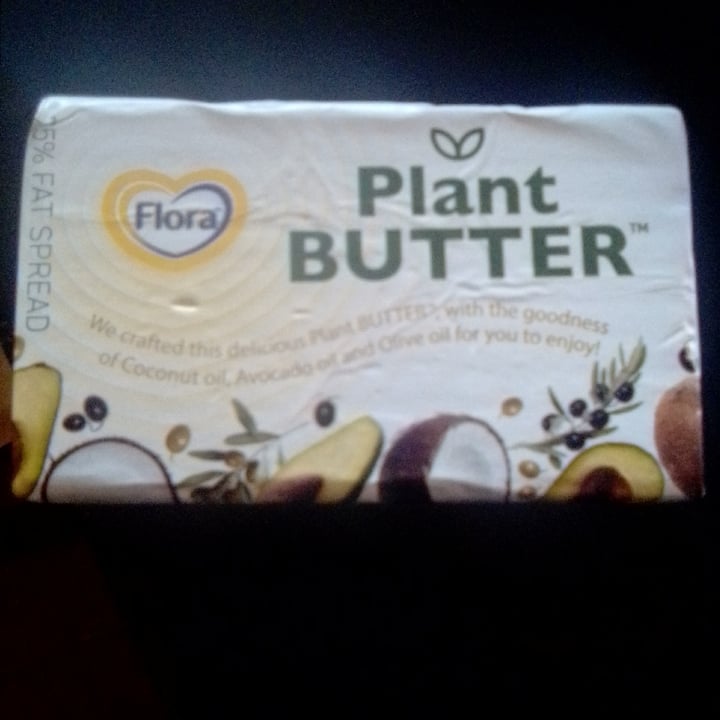 Flora
Plant
BUTTER™
We crafted this delicious Plant BUTTER™, with the goodness
of Coconut oil, Avocado oil and Olive oil for you to enjoy!
5% FAT SPREAD